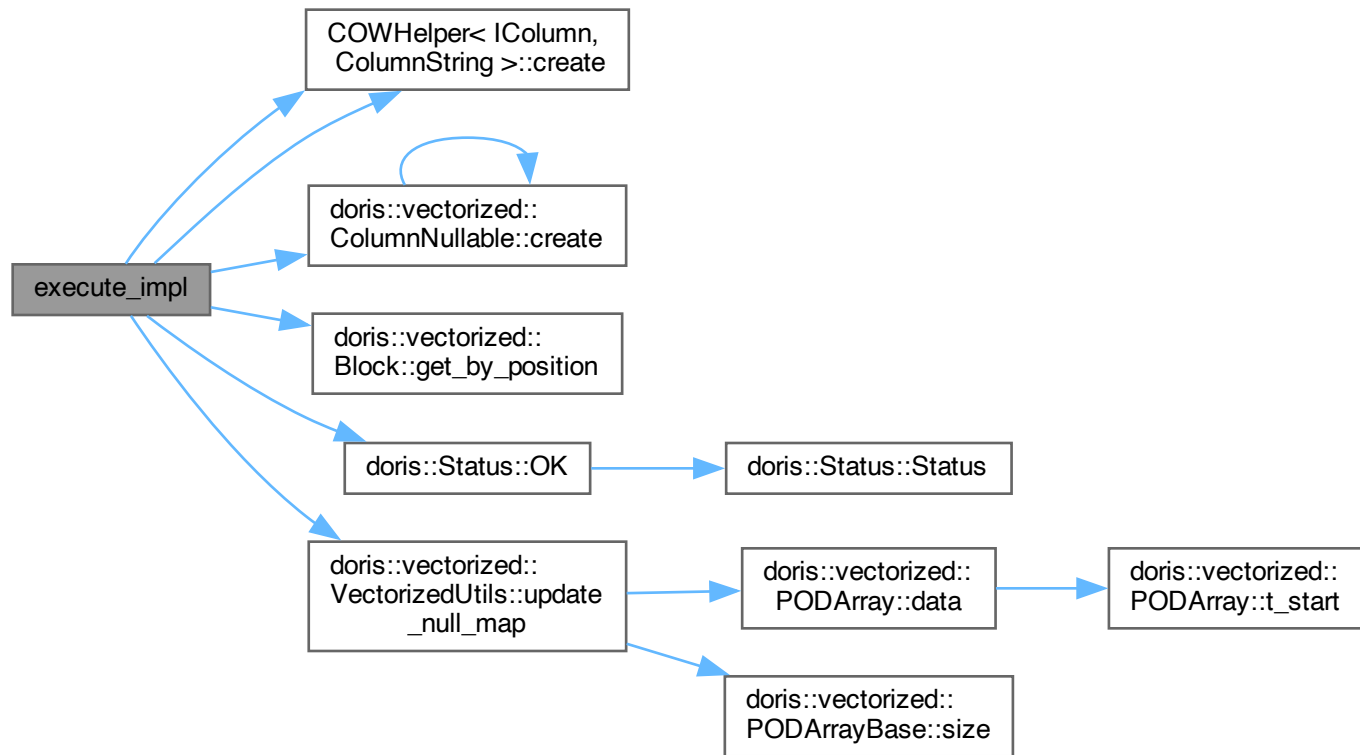 COWHelper< IColumn,
ColumnString >::create
doris::vectorized::
ColumnNullable::create
execute_impl
doris::vectorized::
Block::get_by_position
doris::Status::OK
doris::Status::Status
doris::vectorized::
VectorizedUtils::update
_null_map
doris::vectorized::
PODArray::data
doris::vectorized::
PODArray::t_start
doris::vectorized::
PODArrayBase::size